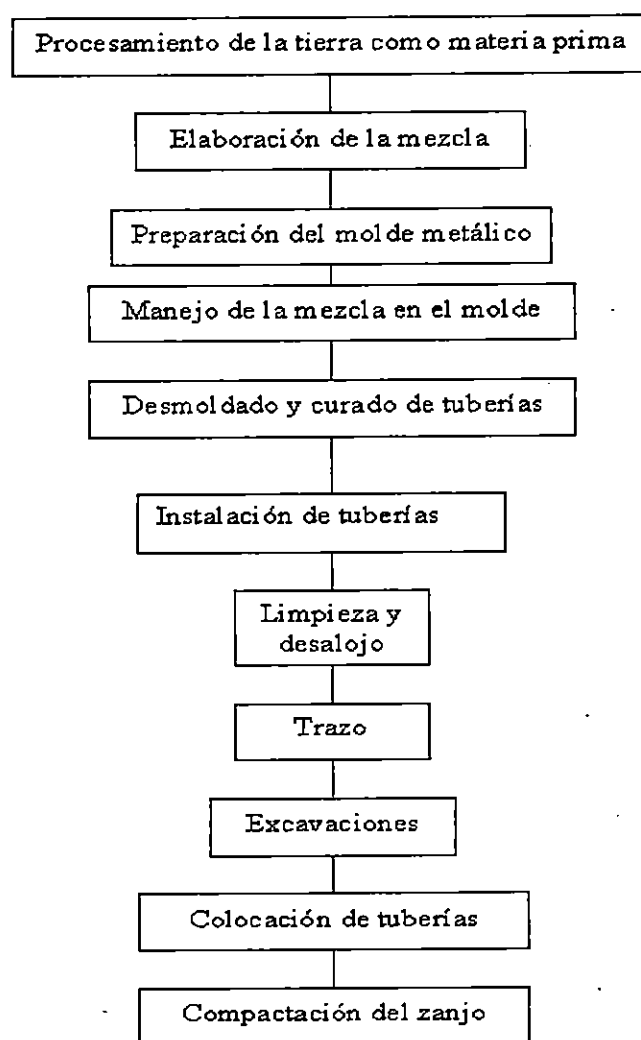 Procesamiento de la tierra como materia prima
Elaboración de la mezcla
Preparación del molde metálico
Manejo de la mezcla en el molde
Desmoldado y curado de tuberías
Instalación de tuberías
Limpieza y
desalojo
Trazo
Excavaciones
Colocación de tuberías
Compactación del zanjo